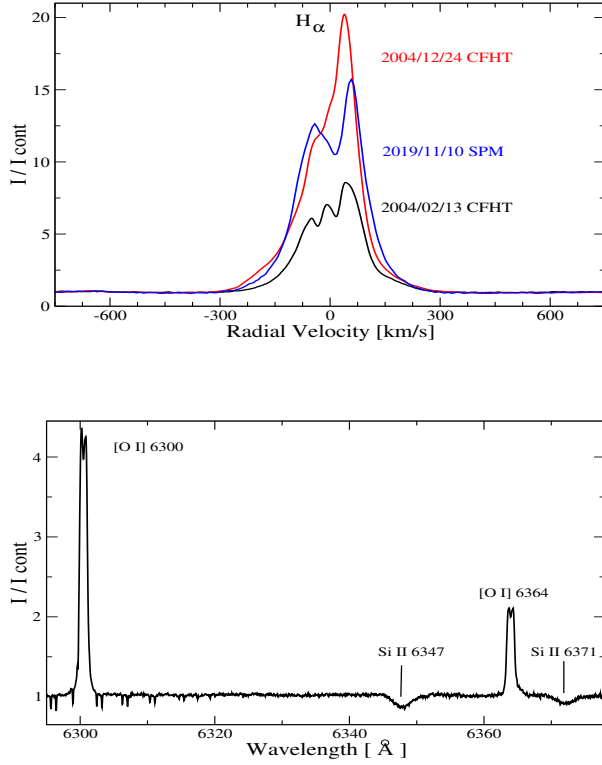 20
H α
2004/12/24 CFHT
15
2019/11/10 SPM
I / I cont
10
2004/02/13 CFHT
5
0
-600 -300 0 300 600
Radial Velocity [km/s]
4
[O I] 6300
3
I / I cont
2
[O I] 6364
Si II 6347
Si II 6371
1
6300 6320 6340 6360
Wavelength [ Å ]